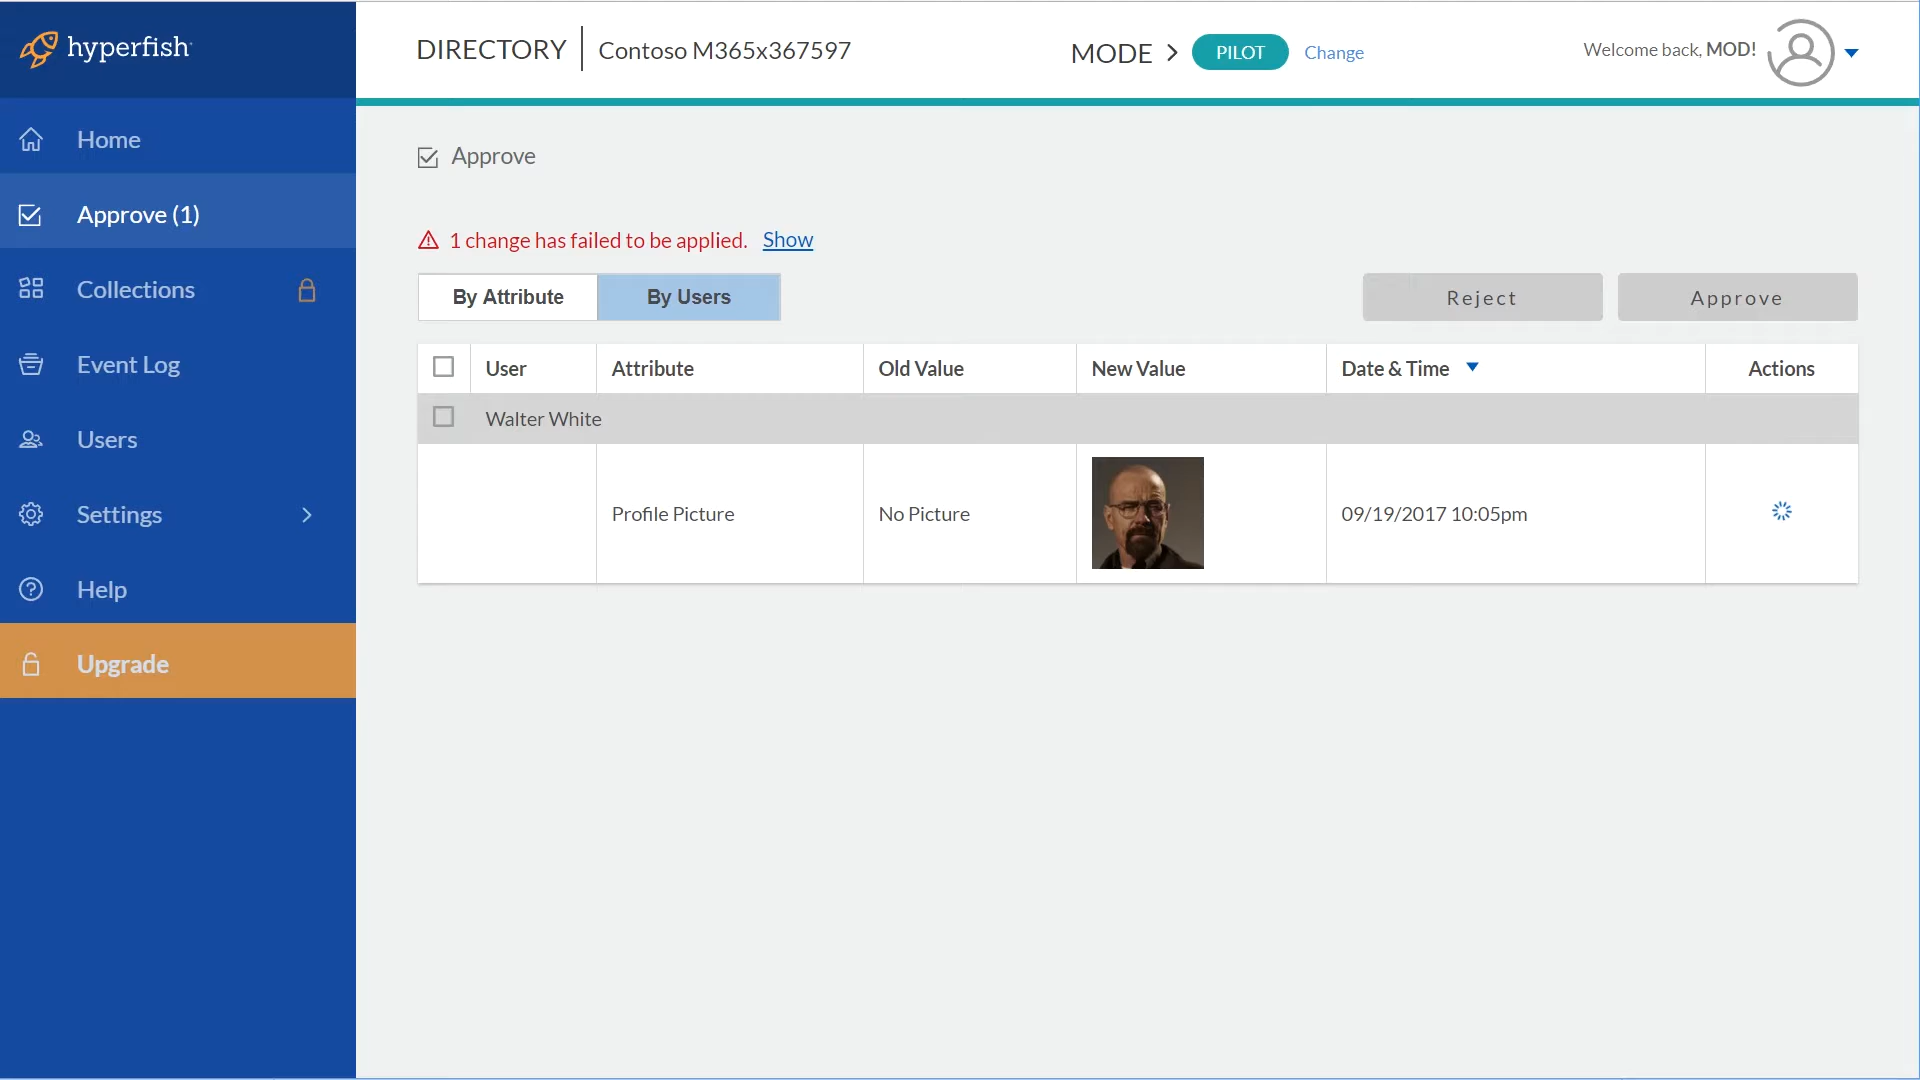 hyperfish
DIRECTORY
Contoso M365x367597
MODE
PILOT
Change
Welcome back, MOD!
Home
Approve (1)
Collections
Event Log
Users
Settings
Help
Upgrade
Approve
1 change has failed to be applied. Show
By Attribute
By Users
Reject
Approve
User
Attribute
Old Value
New Value
Date & Time
Actions
Walter White
Profile Picture
No Picture
09/19/2017 10:05pm